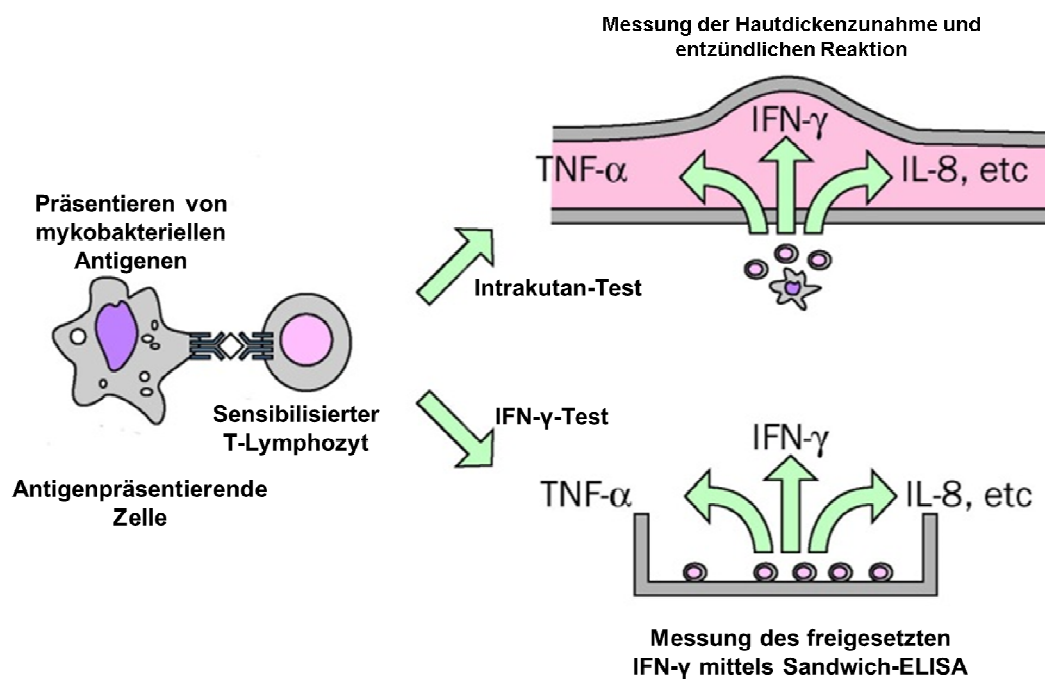 Messung der Hautdickenzunahme und
entzündlichen Reaktion
IFN-γ
TNF-α
IL-8, etc
Präsentieren von
mykobakteriellen
Antigenen
Intrakutan-Test
Sensibilisierter
T-Lymphozyt
IFN-γ-Test
Antigenpräsentierende
Zelle
IFN-γ
TNF-α
IL-8, etc
Messung des freigesetzten
IFN-γ mittels Sandwich-ELISA